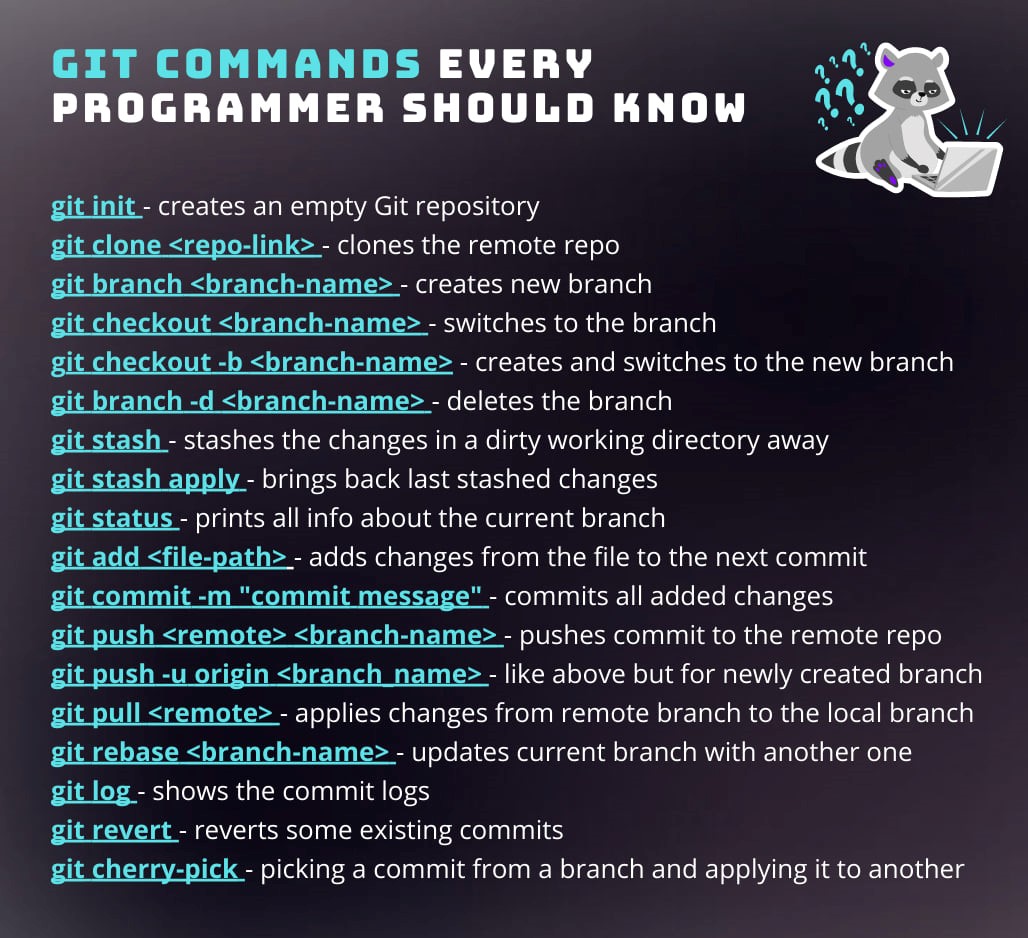 GIT COMMANDS EVERY
PROGRAMMER SHOULD KNOW
git init - creates an empty Git repository
git clone <repo-link> - clones the remote repo
git branch <branch-name> - creates new branch
git checkout <branch-name> - switches to the branch
git checkout -b <branch-name> - creates and switches to the new branch
git branch -d <branch-name> - deletes the branch
git stash - stashes the changes in a dirty working directory away
git stash apply - brings back last stashed changes
git status - prints all info about the current branch
git add <file-path> - adds changes from the file to the next commit
git commit -m "commit message" - commits all added changes
git push <remote> <branch-name> - pushes commit to the remote repo
git push -u origin <branch_name> - like above but for newly created branch
git pull <remote> - applies changes from remote branch to the local branch
git rebase <branch-name> - updates current branch with another one
git log - shows the commit logs
git revert - reverts some existing commits
git cherry-pick - picking a commit from a branch and applying it to another